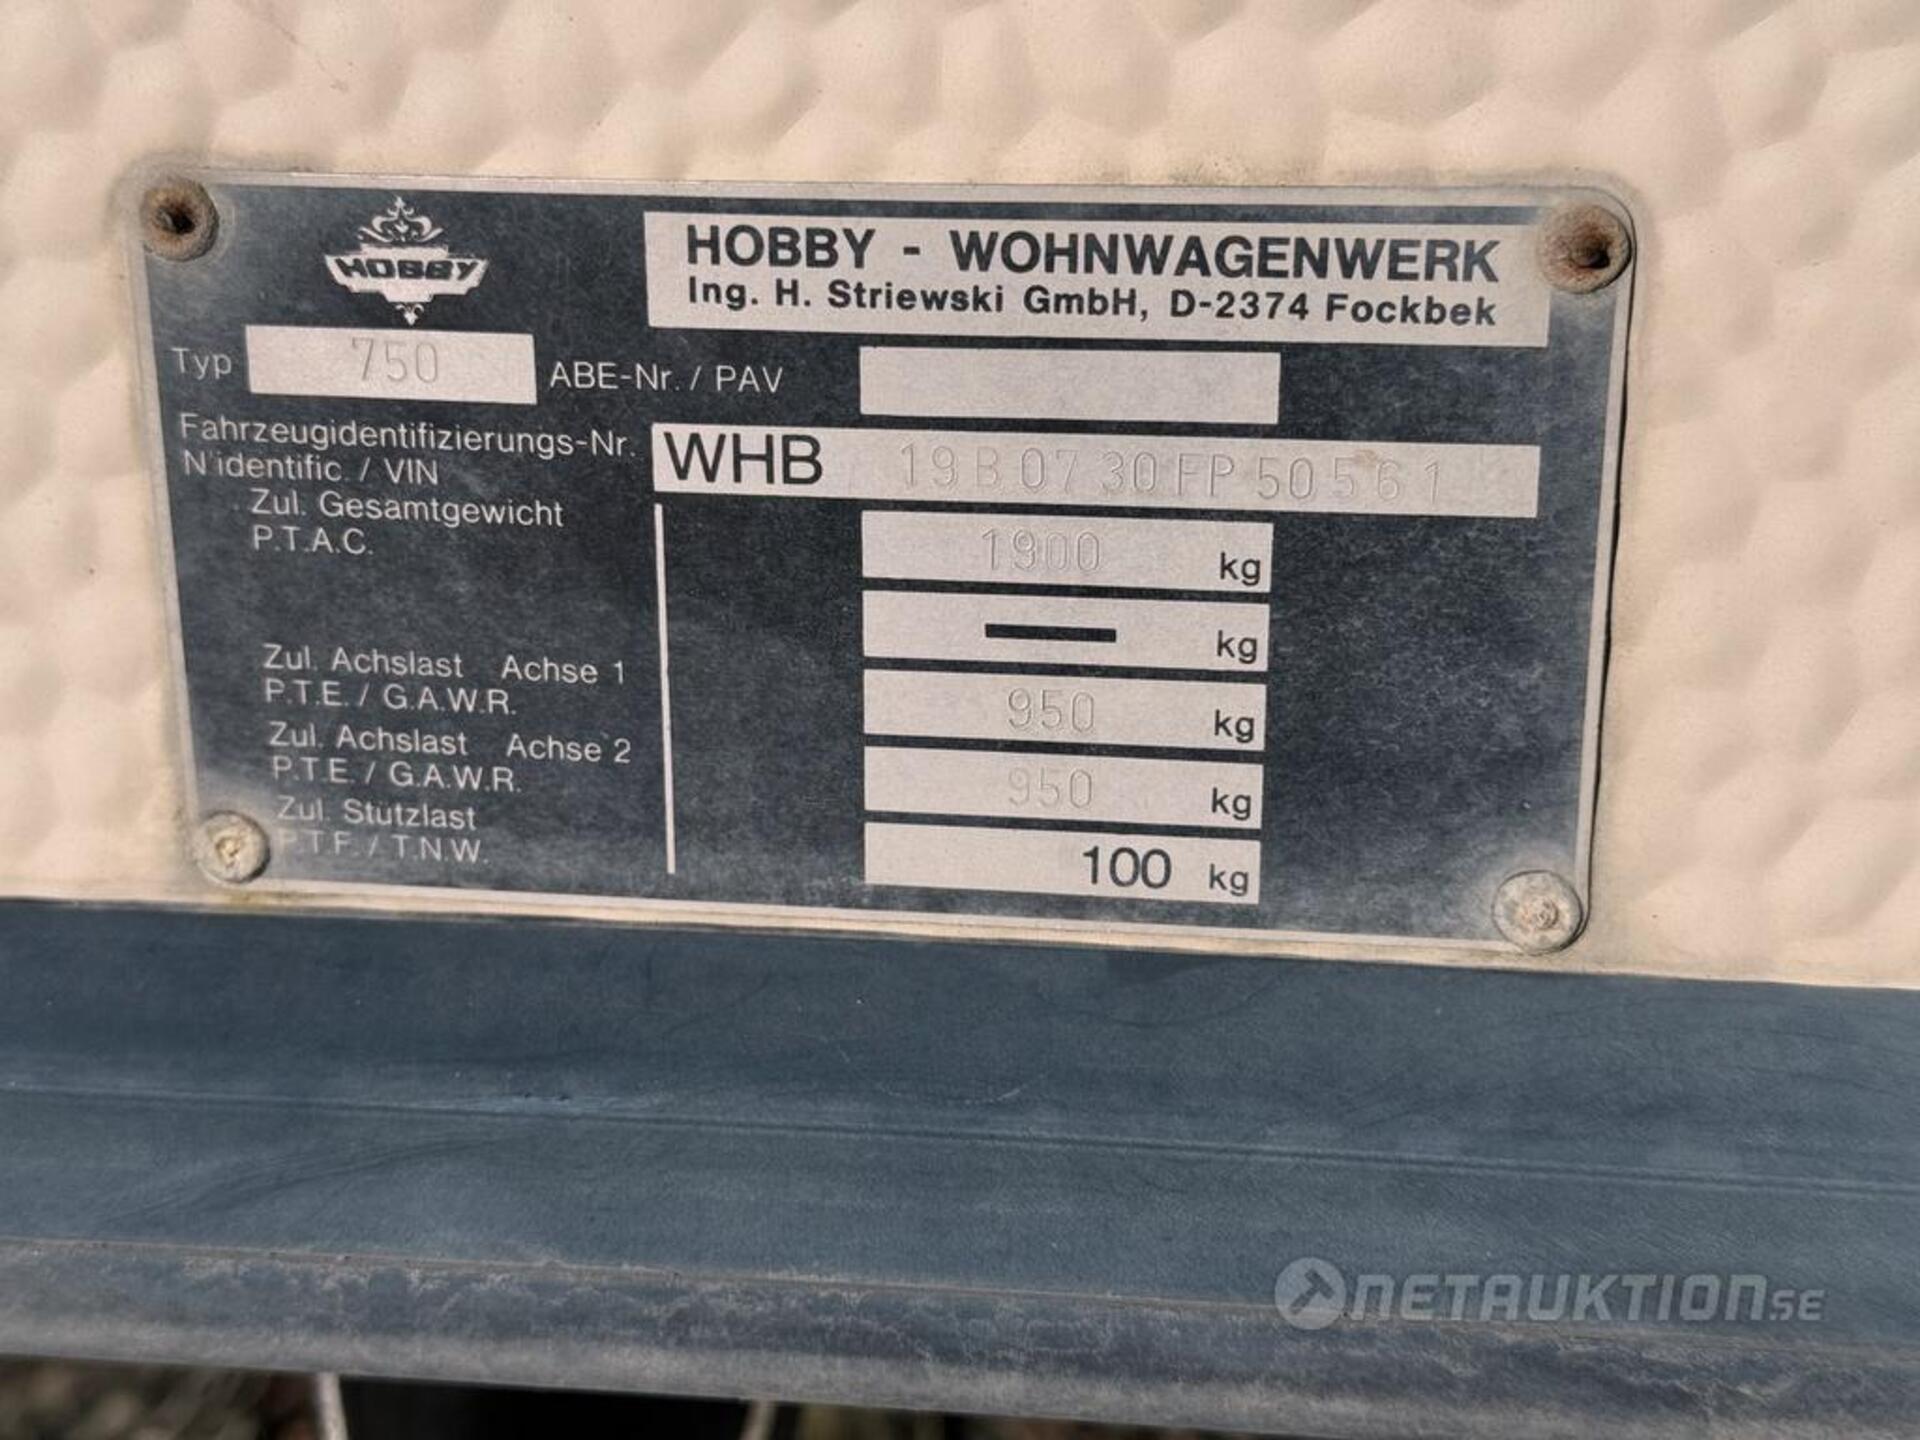 HOBBY
HOBBY - WOHNWAGENWERK
Ing. H. Striewski GmbH, D-2374 Fockbek
Typ 750 ABE-Nr. / PAV
Fahrzeugidentifizierungs-Nr.
N'identific. / VIN
WHB 19B0730FP50561
Zul. Gesamtgewicht
P.T.A.C.
1900 kg
— kg
Zul. Achslast Achse 1
P.T.E. / G.A.W.R.
950 kg
Zul. Achslast Achse 2
P.T.E. / G.A.W.R.
950 kg
Zul. Stützlast
P.T.F. / T.N.W.
100 kg
NETAUKTION.SE